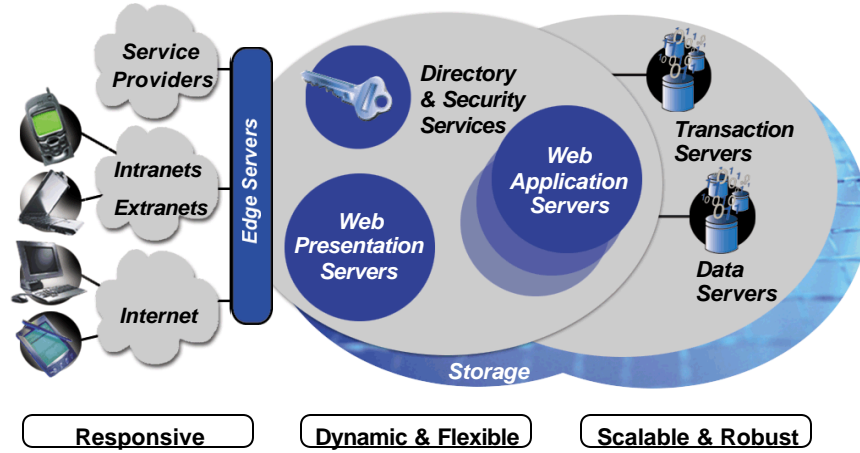 Service
Providers
Intranets
Extranets
Internet
Edge Servers
Directory
& Security
Services
Web
Presentation
Servers
Web
Application
Servers
Transaction
Servers
Data
Servers
Storage
Responsive
Dynamic & Flexible
Scalable & Robust